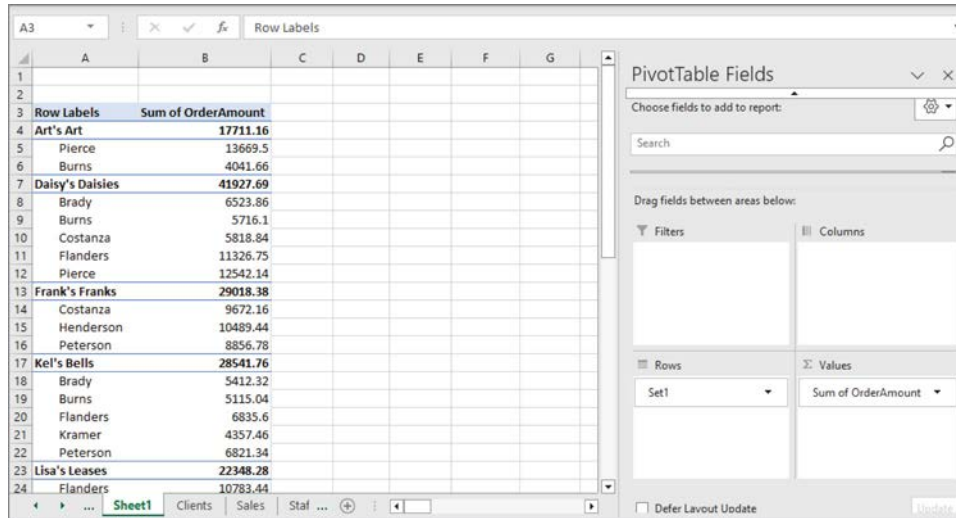 A3 fx Row Labels
A B C D E F G
1
2
3 Row Labels Sum of OrderAmount
4 Art's Art 17711.16
5 Pierce 13669.5
6 Burns 4041.66
7 Daisy's Daisies 41927.69
8 Brady 6523.86
9 Burns 5716.1
10 Costanza 5818.84
11 Flanders 11326.75
12 Pierce 12542.14
13 Frank's Franks 29018.38
14 Costanza 9672.16
15 Henderson 10489.44
16 Peterson 8856.78
17 Kel's Bells 28541.76
18 Brady 5412.32
19 Burns 5115.04
20 Flanders 6835.6
21 Kramer 4357.46
22 Peterson 6821.34
23 Lisa's Leases 22348.28
24 Flanders 10783.44
... Sheet1 Clients Sales Staf ...
PivotTable Fields
Choose fields to add to report:
Search
Drag fields between areas below:
Filters Columns
Rows Σ Values
Set1 Sum of OrderAmount
Defer Layout Update Update